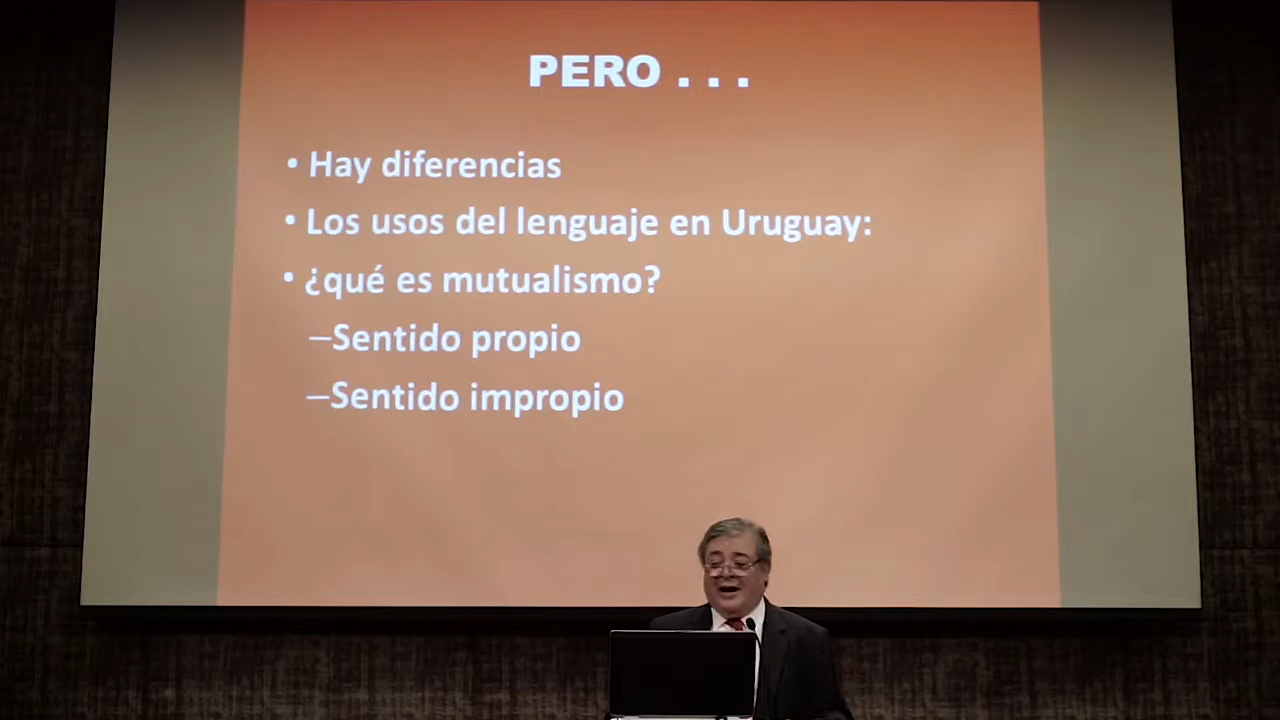 PERO . . .
• Hay diferencias
• Los usos del lenguaje en Uruguay:
• ¿qué es mutualismo?
–Sentido propio
–Sentido impropio